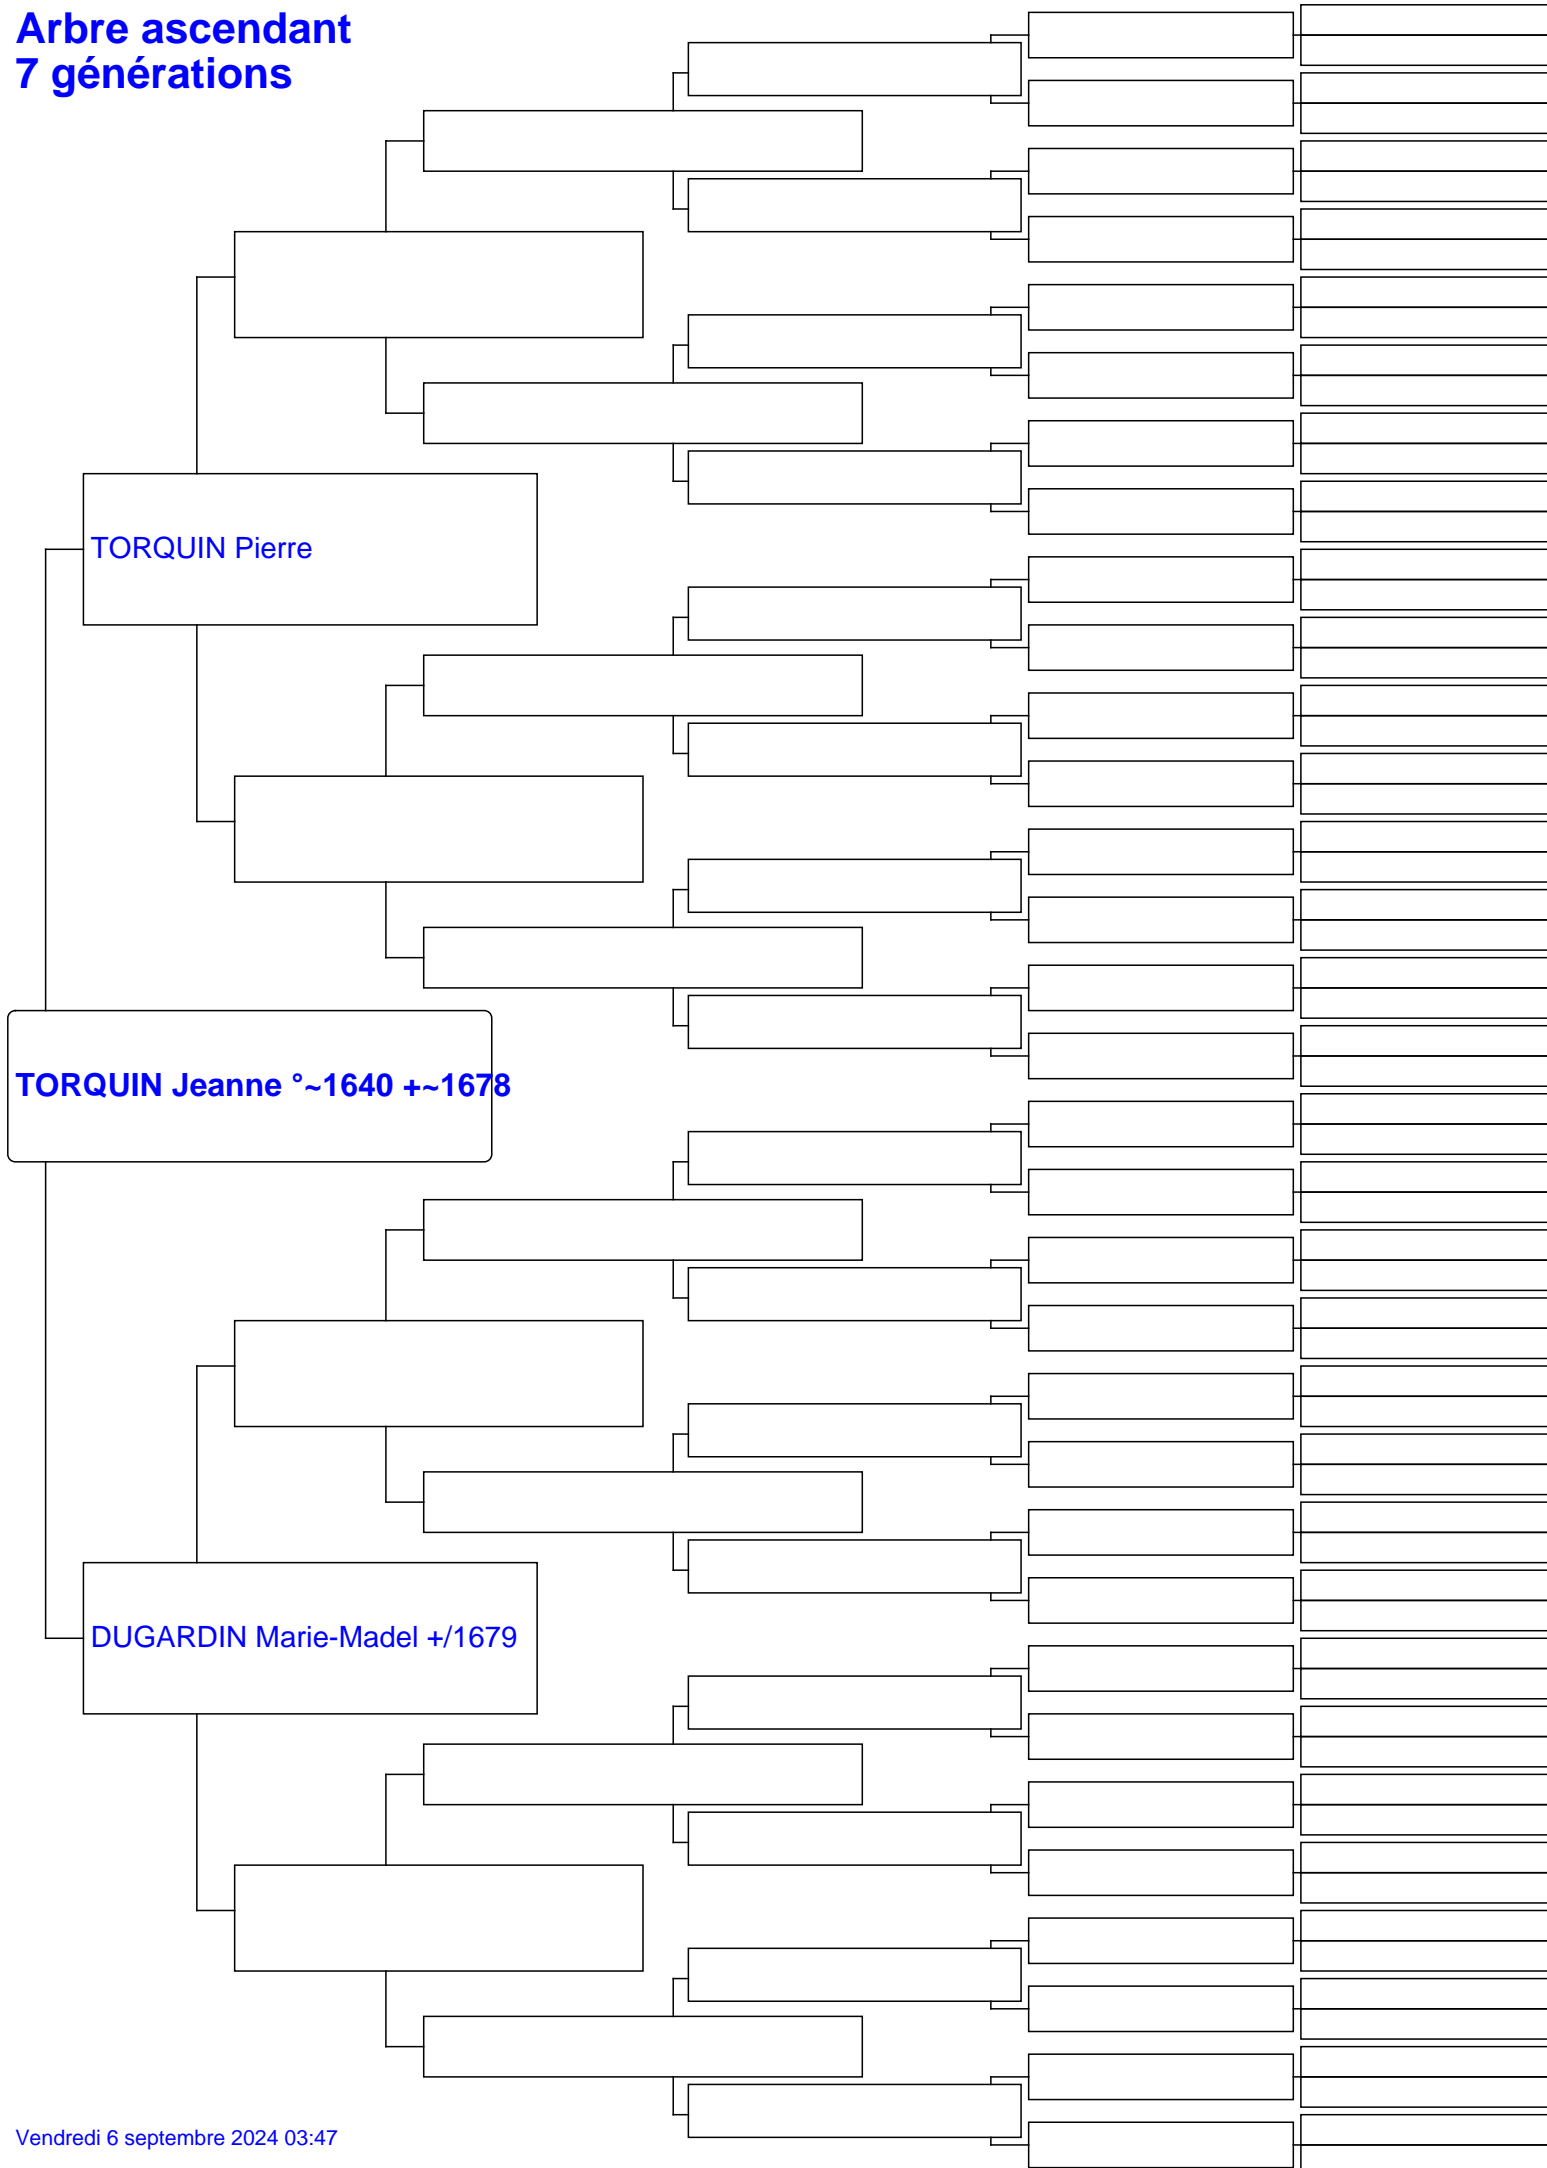 Arbre ascendant
7 générations
TORQUIN Pierre
TORQUIN Jeanne °~1640 +~1678
DUGARDIN Marie-Madel +/1679
Vendredi 6 septembre 2024 03:47